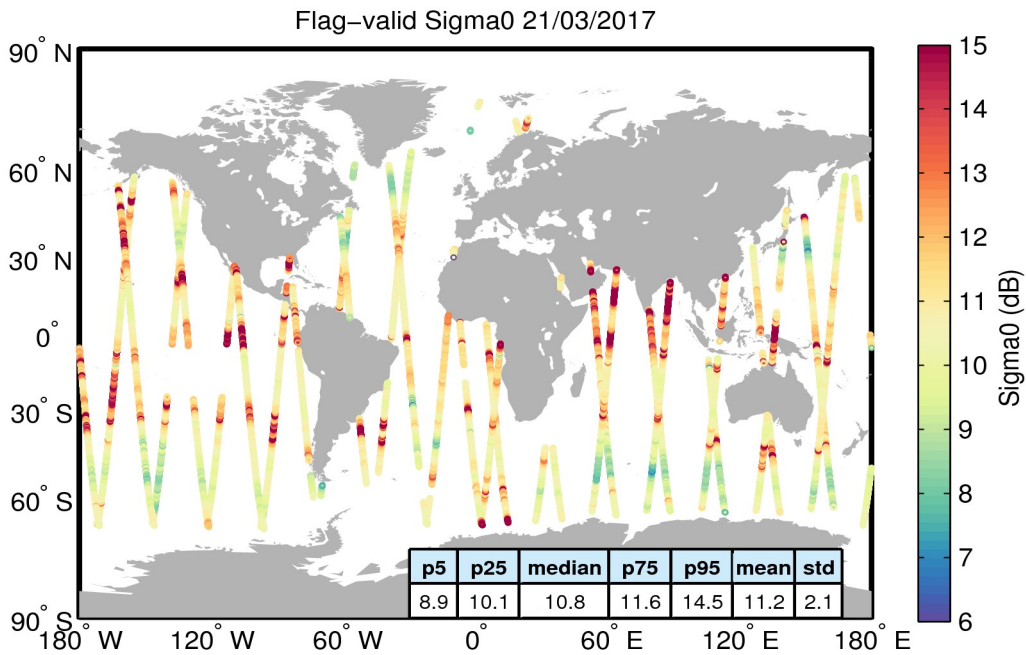 Flag−valid Sigma0 21/03/2017
90° N
60° N
30° N
0°
30° S
60° S
90° S
180° W
120° W
60° W
0°
60° E
120° E
180° E
p5 p25 median p75 p95 mean std
8.9 10.1 10.8 11.6 14.5 11.2 2.1
15
14
13
12
11
10
9
8
7
6
Sigma0 (dB)